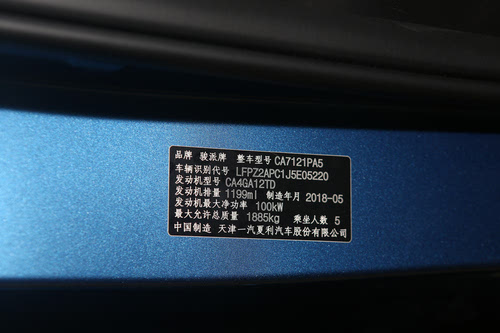 品牌 骏派牌 整车型号 CA7121PA5
车辆识别代号 LFPZ2APC1J5E05220
发动机型号 CA4GA12TD
发动机排量 1199ml 制造年月 2018-05
发动机最大净功率 100kW
最大允许总质量 1885kg 乘坐人数 5
中国制造 天津一汽夏利汽车股份有限公司